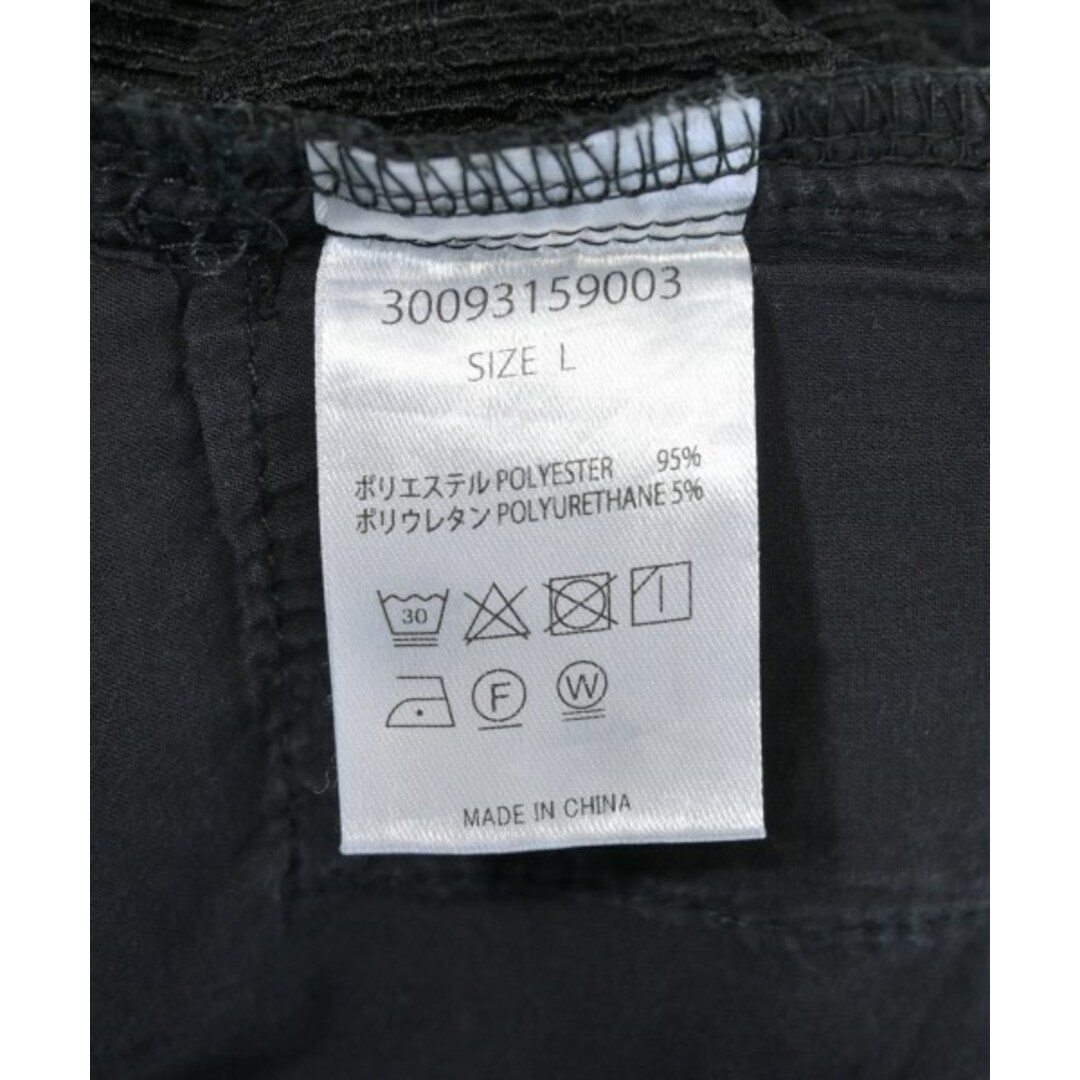 30093159003
SIZE L
ポリエステル POLYESTER 95%
ポリウレタン POLYURETHANE 5%
30
F W
MADE IN CHINA